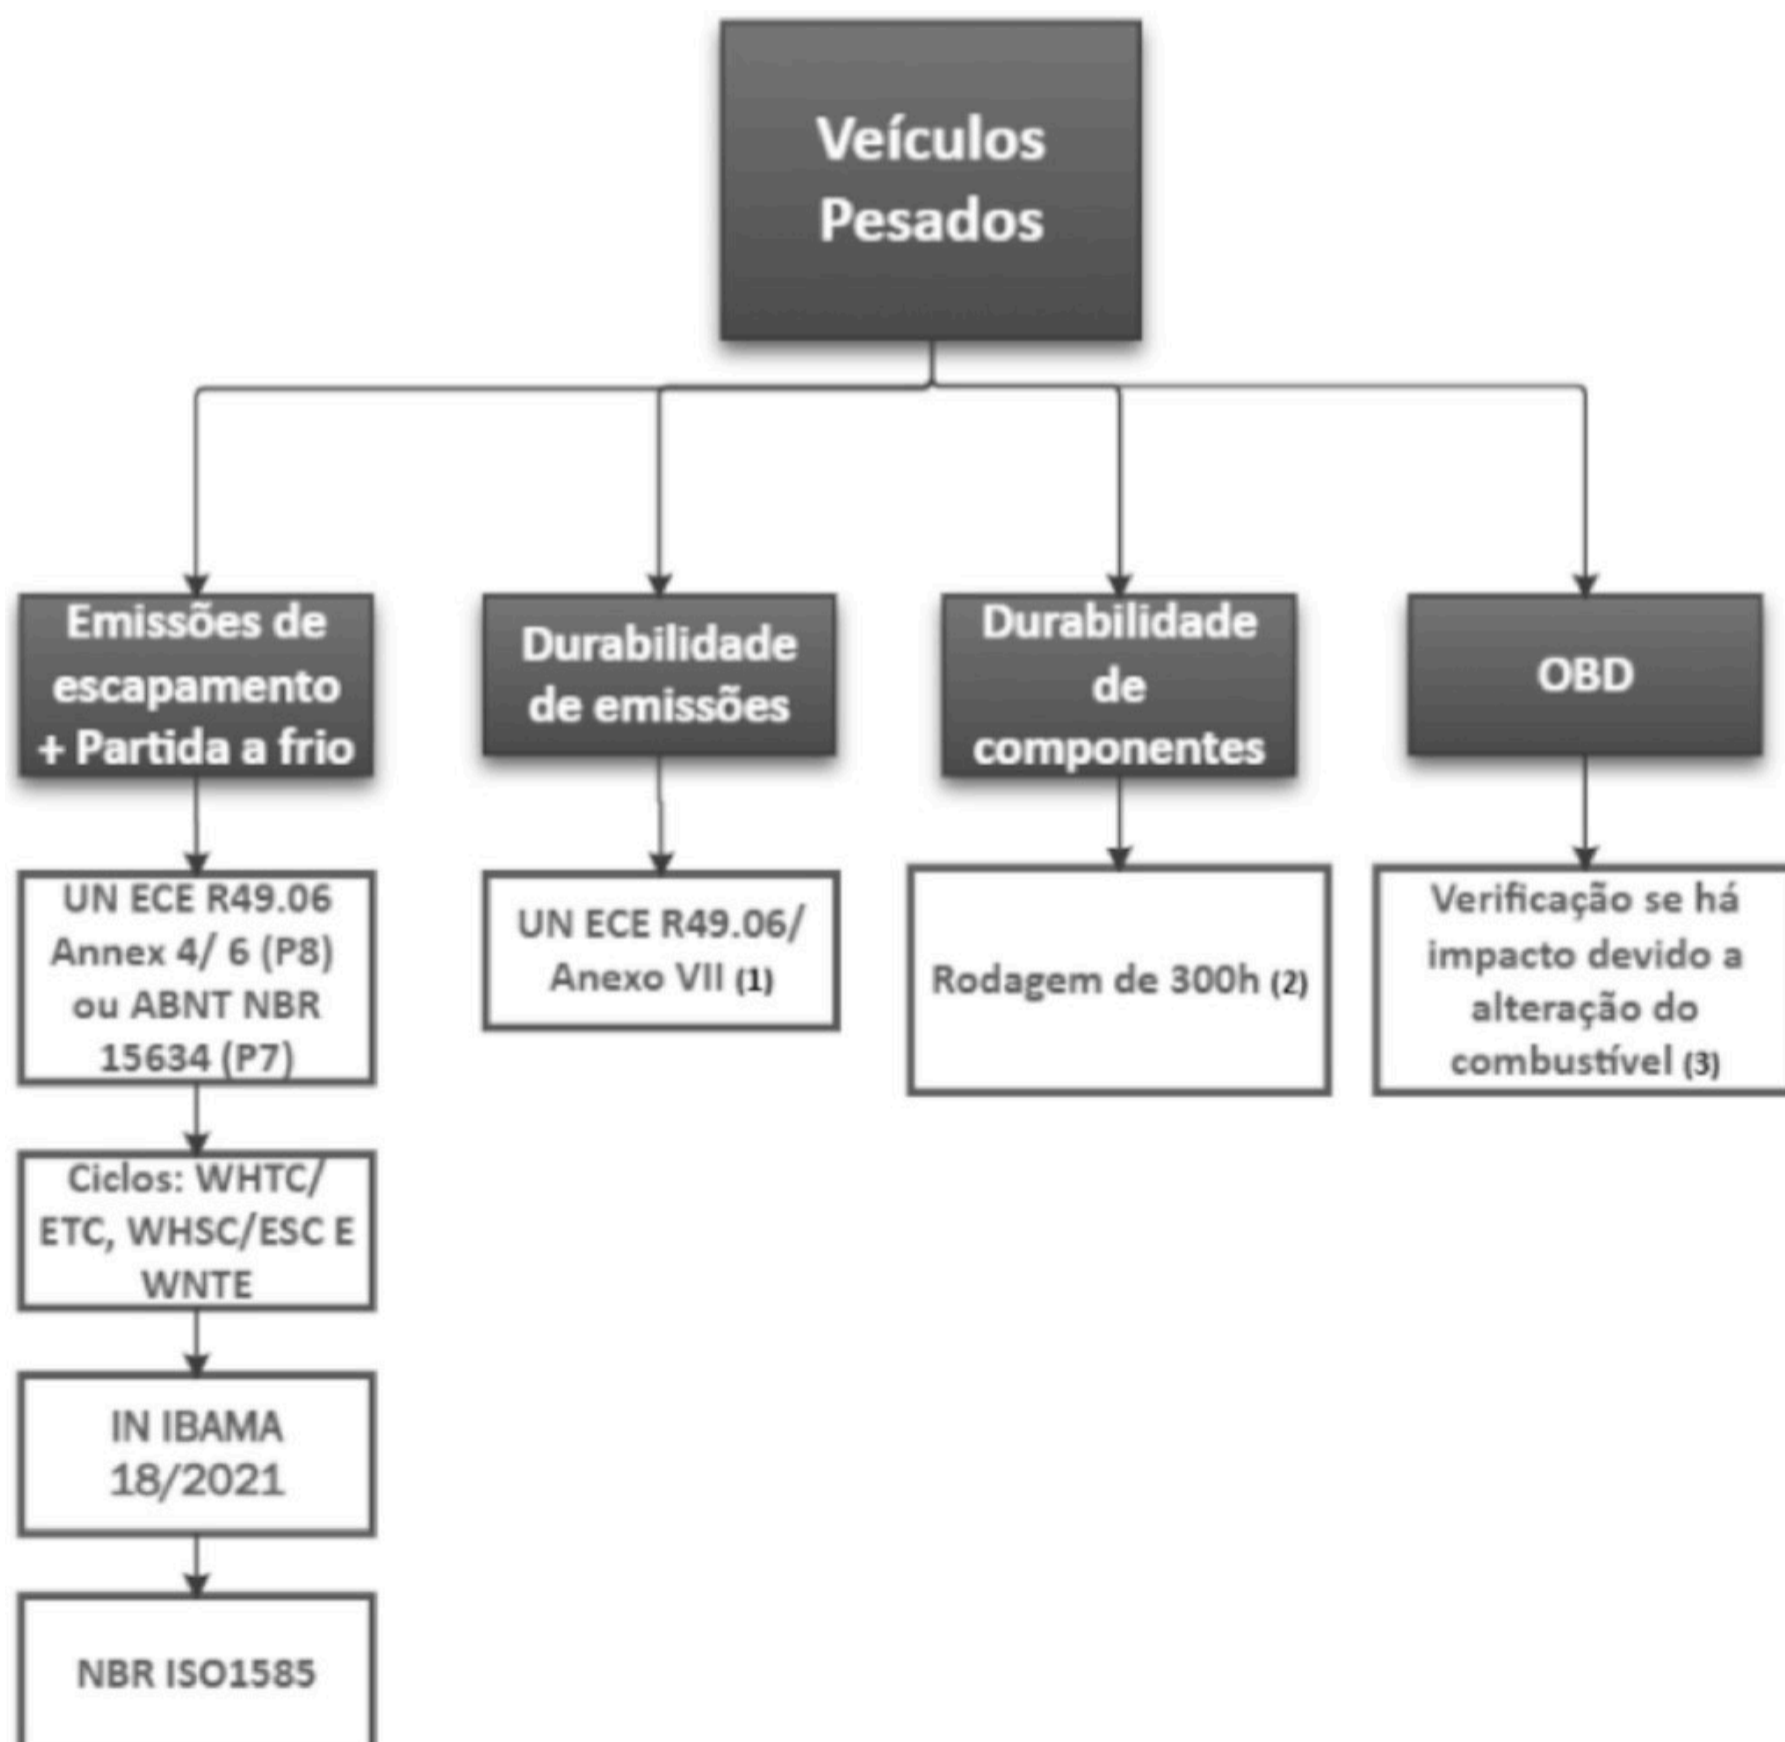 Veículos
Pesados
Emissões de
escapamento
+ Partida a frio
Durabilidade
de emissões
Durabilidade
de
componentes
OBD
UN ECE R49.06
Annex 4/ 6 (P8)
ou ABNT NBR
15634 (P7)
UN ECE R49.06/
Anexo VII (1)
Rodagem de 300h (2)
Verificação se há
impacto devido a
alteração do
combustível (3)
Ciclos: WHTC/
ETC, WHSC/ESC E
WNTE
IN IBAMA
18/2021
NBR ISO1585